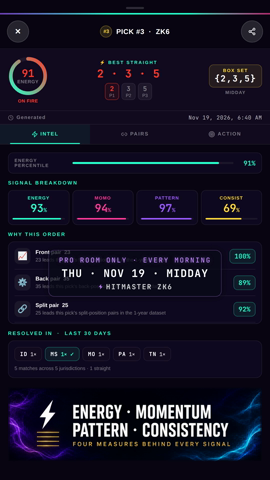 #3 PICK #3 · ZK6
91
ENERGY
ON FIRE
⚡ BEST STRAIGHT
2 · 3 · 5
2 3 5
P1 P2 P3
BOX SET
{2,3,5}
MIDDAY
Generated Nov 19, 2026, 6:40 AM
INTEL PAIRS ACTION
ENERGY PERCENTILE 91%
SIGNAL BREAKDOWN
ENERGY MOMO PATTERN CONSIST
93% 94% 97% 69%
WHY THIS ORDER
Front pair 23 100%
PRO ROOM ONLY · EVERY MORNING
THU · NOV 19 · MIDDAY
⚡HITMASTER ZK6
89%
Split pair 25 92%
25 leads this pick's split-position pairs in the 1-year dataset
RESOLVED IN · LAST 30 DAYS
ID 1× MS 1× ✓ MO 1× PA 1× TN 1×
5 matches across 5 jurisdictions · 1 straight
ENERGY · MOMENTUM
PATTERN · CONSISTENCY
FOUR MEASURES BEHIND EVERY SIGNAL